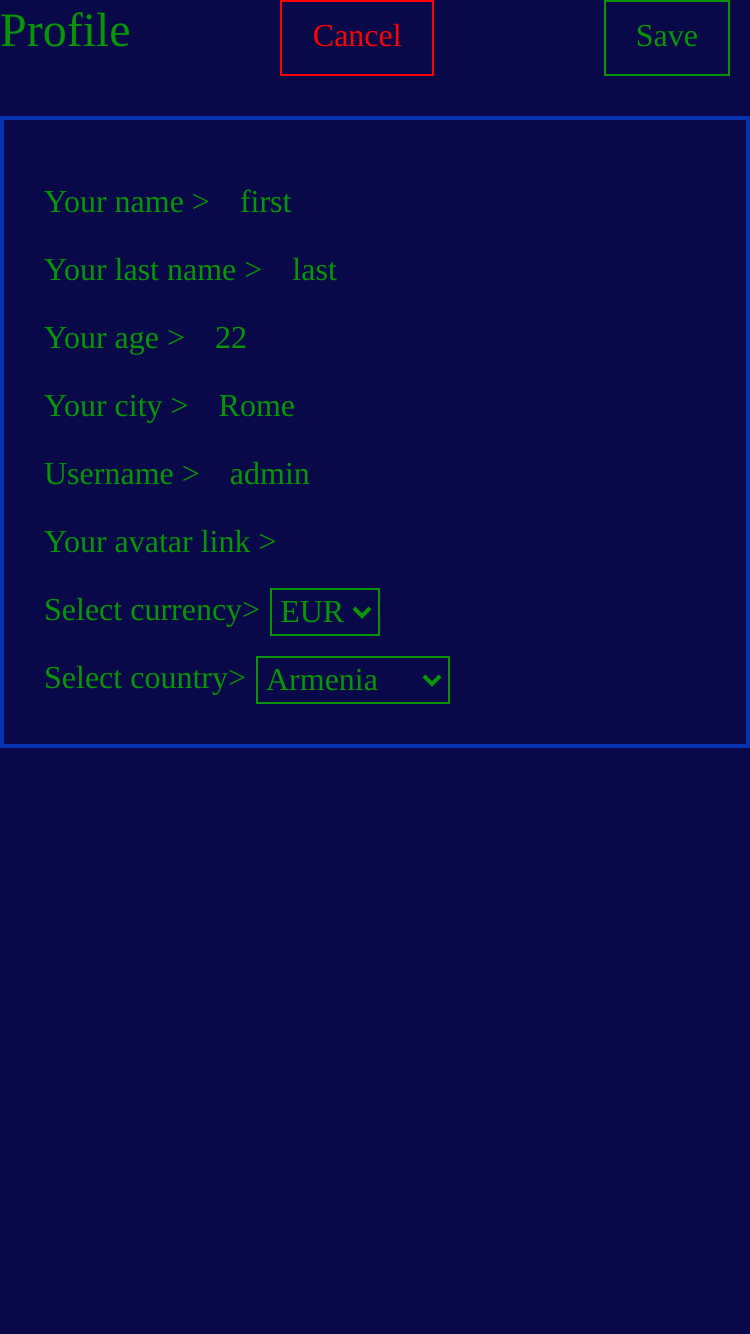 Profile Cancel Save
Your name > first
Your last name > last
Your age > 22
Your city > Rome
Username > admin
Your avatar link >
Select currency> EUR
Select country> Armenia